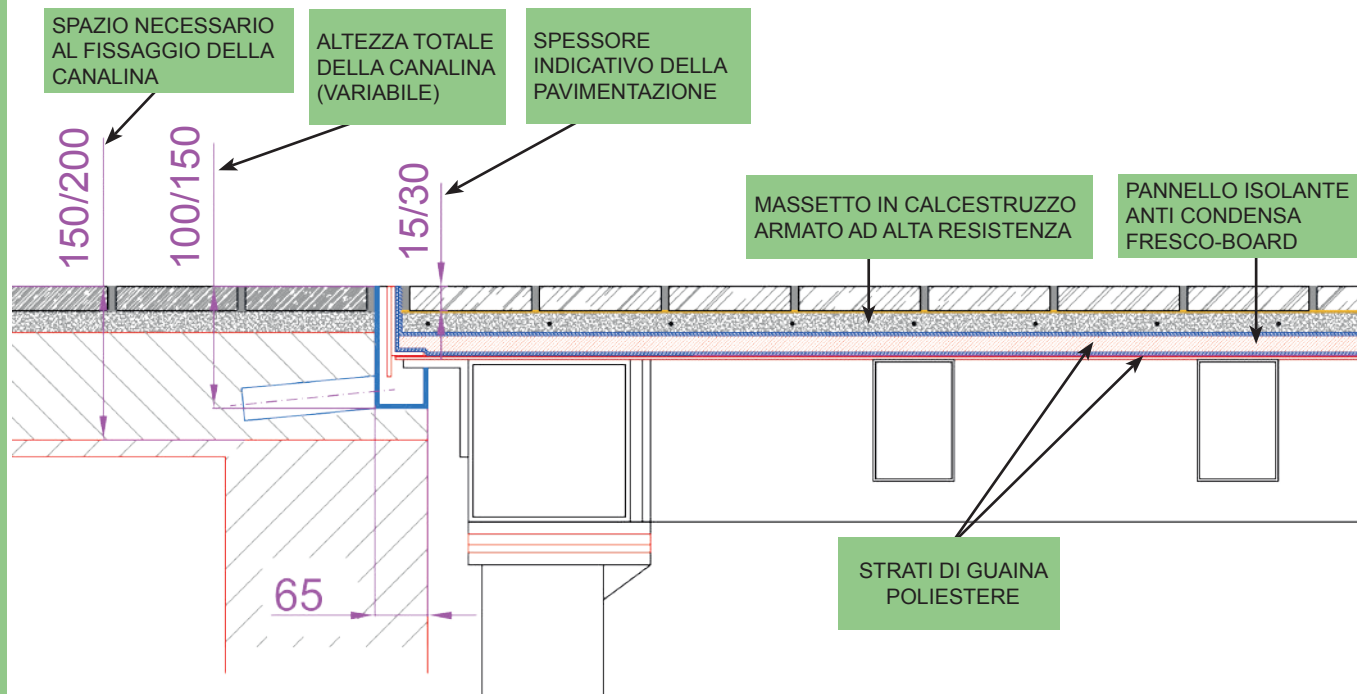 SPAZIO NECESSARIO
AL FISSAGGIO DELLA
CANALINA
ALTEZZA TOTALE
DELLA CANALINA
(VARIABILE)
SPESSORE
INDICATIVO DELLA
PAVIMENTAZIONE
150/200
100/150
15/30
MASSETTO IN CALCESTRUZZO
ARMATO AD ALTA RESISTENZA
PANNELLO ISOLANTE
ANTI CONDENSA
FRESCO-BOARD
65
STRATI DI GUAINA
POLIESTERE